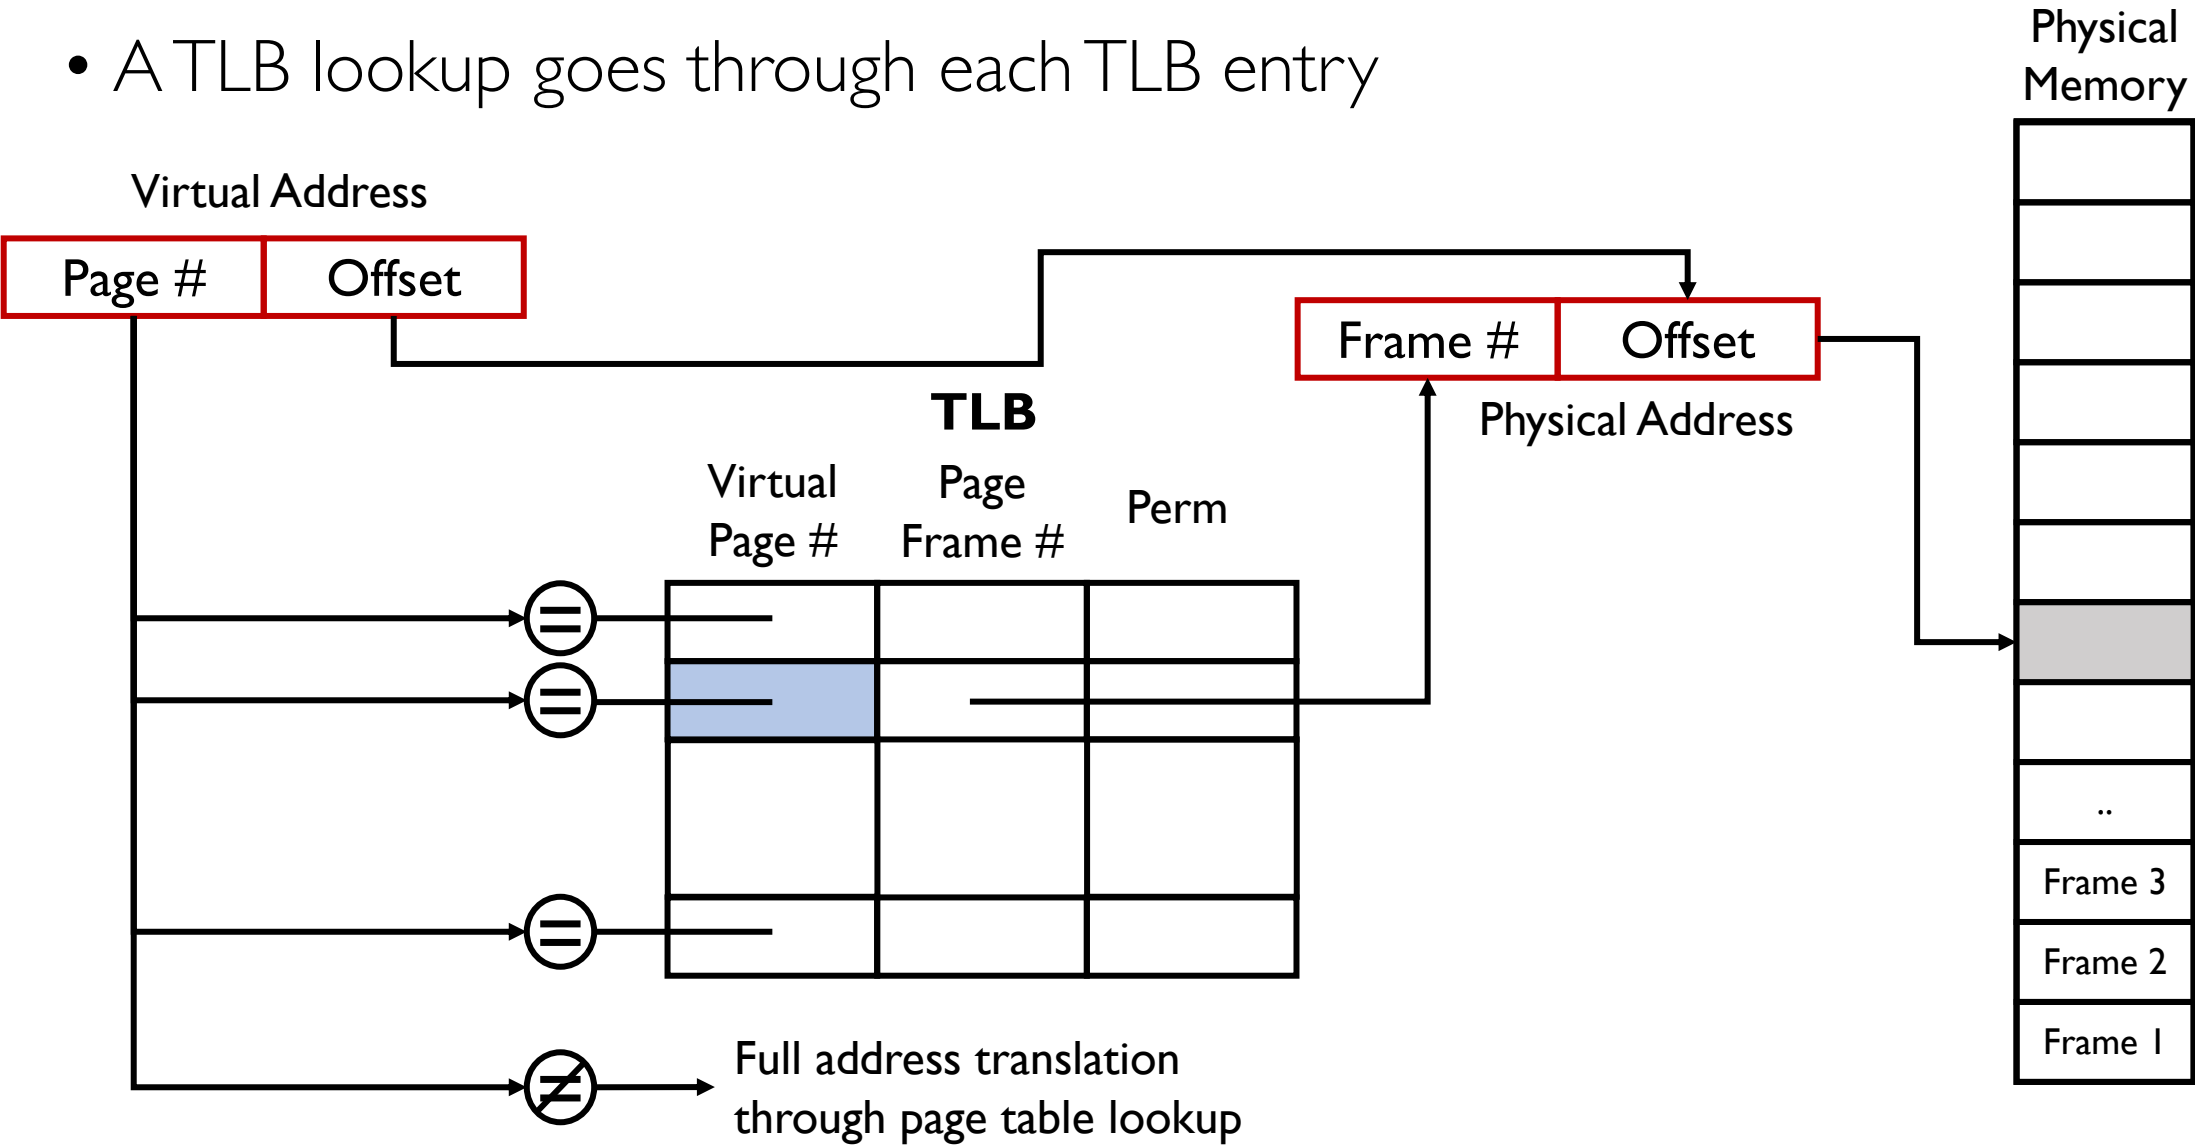 • A TLB lookup goes through each TLB entry
Physical
Memory
Virtual Address
Page #
Offset
Frame #
Offset
Physical Address
TLB
Virtual
Page #
Page
Frame #
Perm
=
=
=
≠
Full address translation
through page table lookup
..
Frame 3
Frame 2
Frame 1